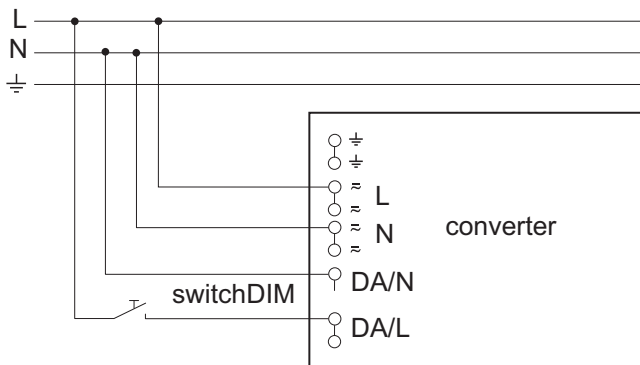 L
N
L
N
converter
DA/N
switchDIM
DA/L